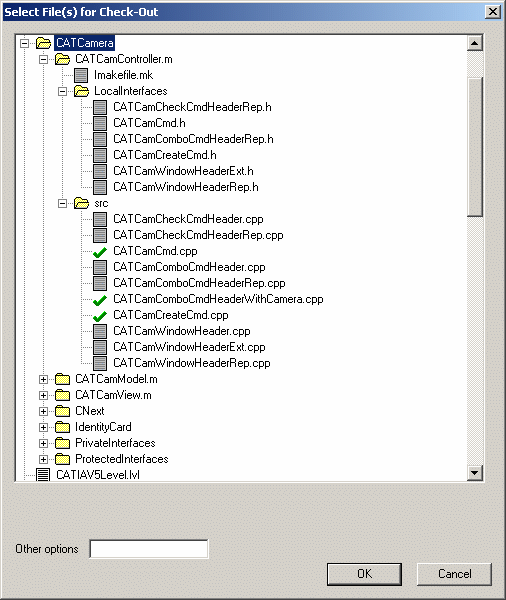 Select File(s) for Check-Out
CATCamera
CATCamController.m
Imakefile.mk
LocalInterfaces
CATCamCheckCmdHeaderRep.h
CATCamCmd.h
CATCamComboCmdHeaderRep.h
CATCamCreateCmd.h
CATCamWindowHeaderExt.h
CATCamWindowHeaderRep.h
src
CATCamCheckCmdHeader.cpp
CATCamCheckCmdHeaderRep.cpp
CATCamCmd.cpp
CATCamComboCmdHeader.cpp
CATCamComboCmdHeaderRep.cpp
CATCamComboCmdHeaderWithCamera.cpp
CATCamCreateCmd.cpp
CATCamWindowHeader.cpp
CATCamWindowHeaderExt.cpp
CATCamWindowHeaderRep.cpp
CATCamModel.m
CATCamView.m
CNext
IdentityCard
PrivateInterfaces
ProtectedInterfaces
CATIAV5Level.lvl
Other options
OK
Cancel